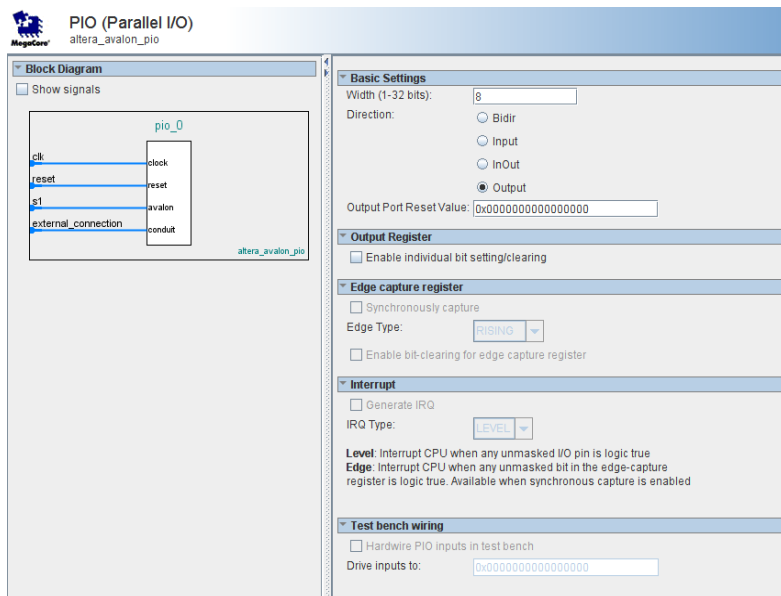 MegaCore®
PIO (Parallel I/O)
altera_avalon_pio
Block Diagram
Show signals
pio_0
clk
clock
reset
reset
s1
avalon
external_connection
conduit
altera_avalon_pio
Basic Settings
Width (1-32 bits): 8
Direction: Bidir
Input
InOut
Output
Output Port Reset Value: 0x0000000000000000
Output Register
Enable individual bit setting/clearing
Edge capture register
Synchronously capture
Edge Type: RISING
Enable bit-clearing for edge capture register
Interrupt
Generate IRQ
IRQ Type: LEVEL
Level: Interrupt CPU when any unmasked I/O pin is logic true
Edge: Interrupt CPU when any unmasked bit in the edge-capture
register is logic true. Available when synchronous capture is enabled
Test bench wiring
Hardwire PIO inputs in test bench
Drive inputs to: 0x0000000000000000